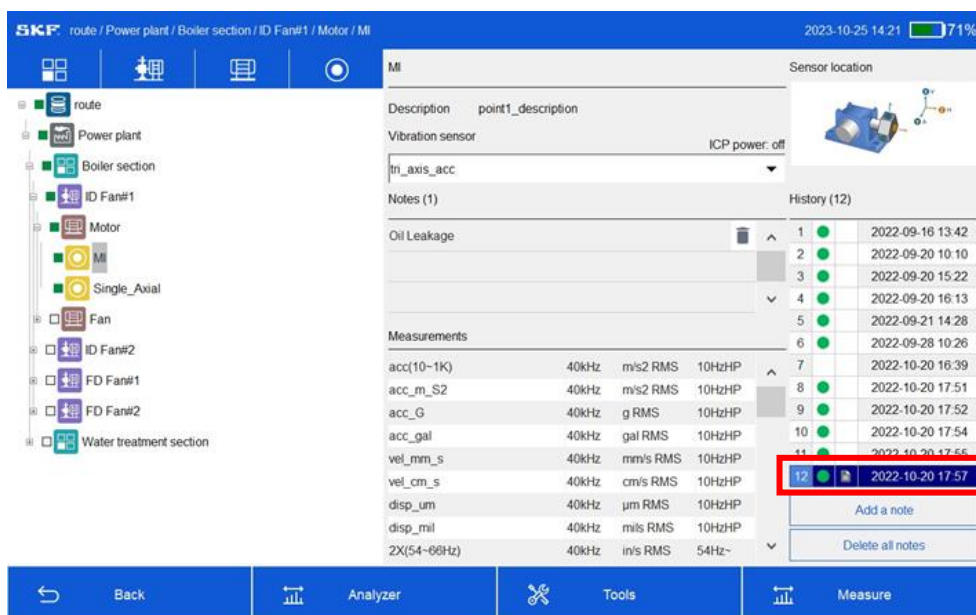 SKF. route / Power plant / Boiler section / ID Fan#1 / Motor / MI
2023-10-25 14:21 71%
route
Power plant
Boiler section
ID Fan#1
Motor
MI
Single_Axial
Fan
ID Fan#2
FD Fan#1
FD Fan#2
Water treatment section
MI
Description point1_description
Vibration sensor
ICP power: off
tri_axis_acc
Notes (1)
Oil Leakage
Measurements
acc(10~1K) 40kHz m/s2 RMS 10HzHP
acc_m_S2 40kHz m/s2 RMS 10HzHP
acc_G 40kHz g RMS 10HzHP
acc_gal 40kHz gal RMS 10HzHP
vel_mm_s 40kHz mm/s RMS 10HzHP
vel_cm_s 40kHz cm/s RMS 10HzHP
disp_um 40kHz µm RMS 10HzHP
disp_mil 40kHz mils RMS 10HzHP
2X(54~66Hz) 40kHz in/s RMS 54Hz~
Sensor location
History (12)
1 2022-09-16 13:42
2 2022-09-20 10:10
3 2022-09-20 15:22
4 2022-09-20 16:13
5 2022-09-21 14:28
6 2022-09-28 10:26
7 2022-10-20 16:39
8 2022-10-20 17:51
9 2022-10-20 17:52
10 2022-10-20 17:54
11 2022-10-20 17:55
12 2022-10-20 17:57
Add a note
Delete all notes
Back
Analyzer
Tools
Measure